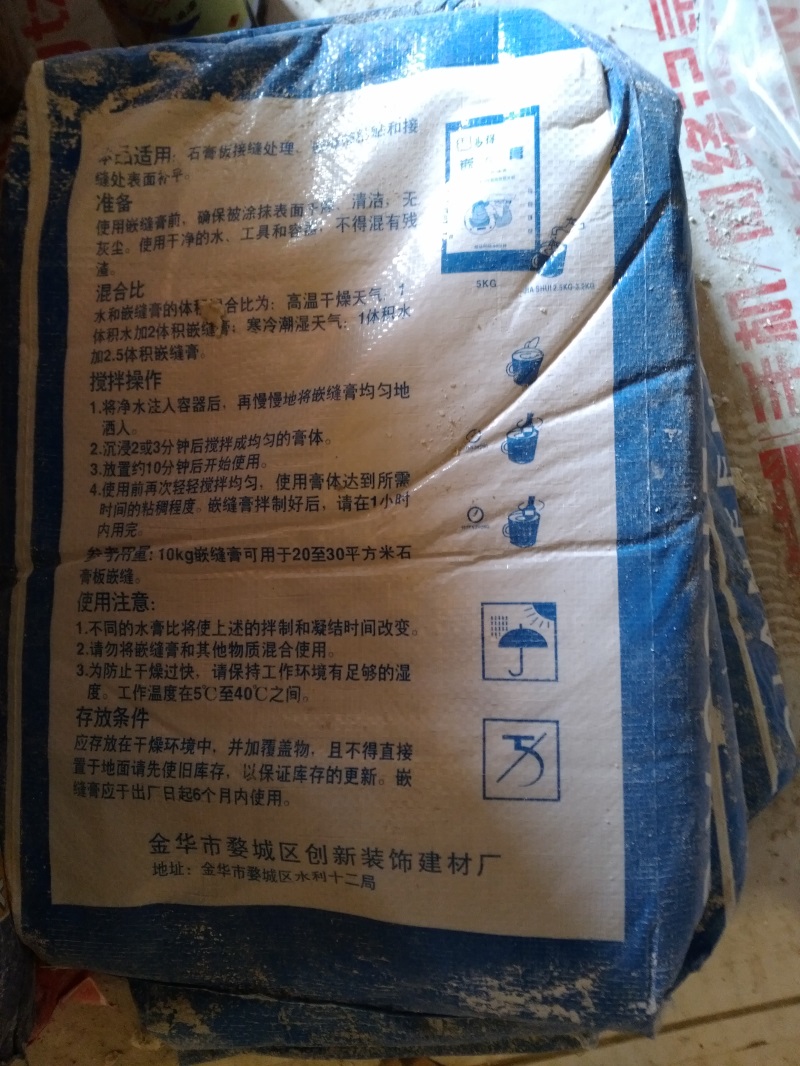 本品适用：石膏板接缝处理、和接
缝处表面补平。
准备
使用嵌缝膏前，确保被涂抹表面干燥、清洁，无
灰尘。使用干净的水、工具和容器，不得混有残
渣。
混合比
水和嵌缝膏的体积混合比为：高温干燥天气：1
体积水加2体积嵌缝膏；寒冷潮湿天气：1体积水
加2.5体积嵌缝膏。
搅拌操作
1.将净水注入容器后，再慢慢地将嵌缝膏均匀地
洒入。
2.沉浸2或3分钟后搅拌成均匀的膏体。
3.放置约10分钟后开始使用。
4.使用前再次轻轻搅拌均匀，使用膏体达到所需
时间的粘稠程度。嵌缝膏拌制好后，请在1小时
内用完。
参考用量：10kg嵌缝膏可用于20至30平方米石
膏板嵌缝。
使用注意：
1.不同的水膏比将使上述的拌制和凝结时间改变。
2.请勿将嵌缝膏和其他物质混合使用。
3.为防止干燥过快，请保持工作环境有足够的湿
度。工作温度在5℃至40℃之间。
存放条件
应存放在干燥环境中，并加覆盖物，且不得直接
置于地面请先使旧库存，以保证库存的更新。嵌
缝膏应于出厂日起6个月内使用。
金华市婺城区创新装饰建材厂
地址：金华市婺城区水利十二局
5KG
JIA SHUI 2.5KG-3.2KG